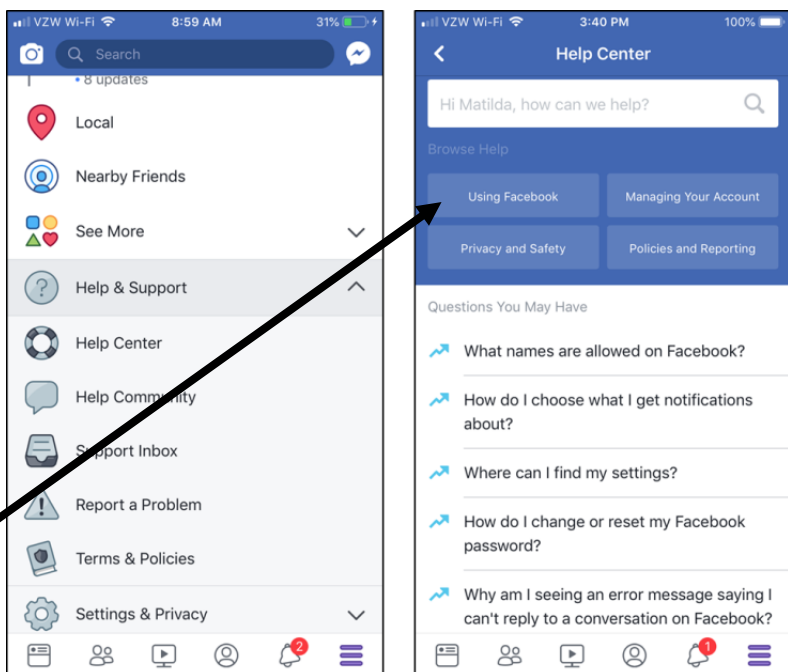 VZW Wi-Fi 8:59 AM 31%
Search
• 8 updates
Local
Nearby Friends
See More
Help & Support
Help Center
Help Community
Support Inbox
Report a Problem
Terms & Policies
Settings & Privacy
2
VZW Wi-Fi 3:40 PM 100%
Help Center
Hi Matilda, how can we help?
Browse Help
Using Facebook
Managing Your Account
Privacy and Safety
Policies and Reporting
Questions You May Have
What names are allowed on Facebook?
How do I choose what I get notifications
about?
Where can I find my settings?
How do I change or reset my Facebook
password?
Why am I seeing an error message saying I
can't reply to a conversation on Facebook?
1